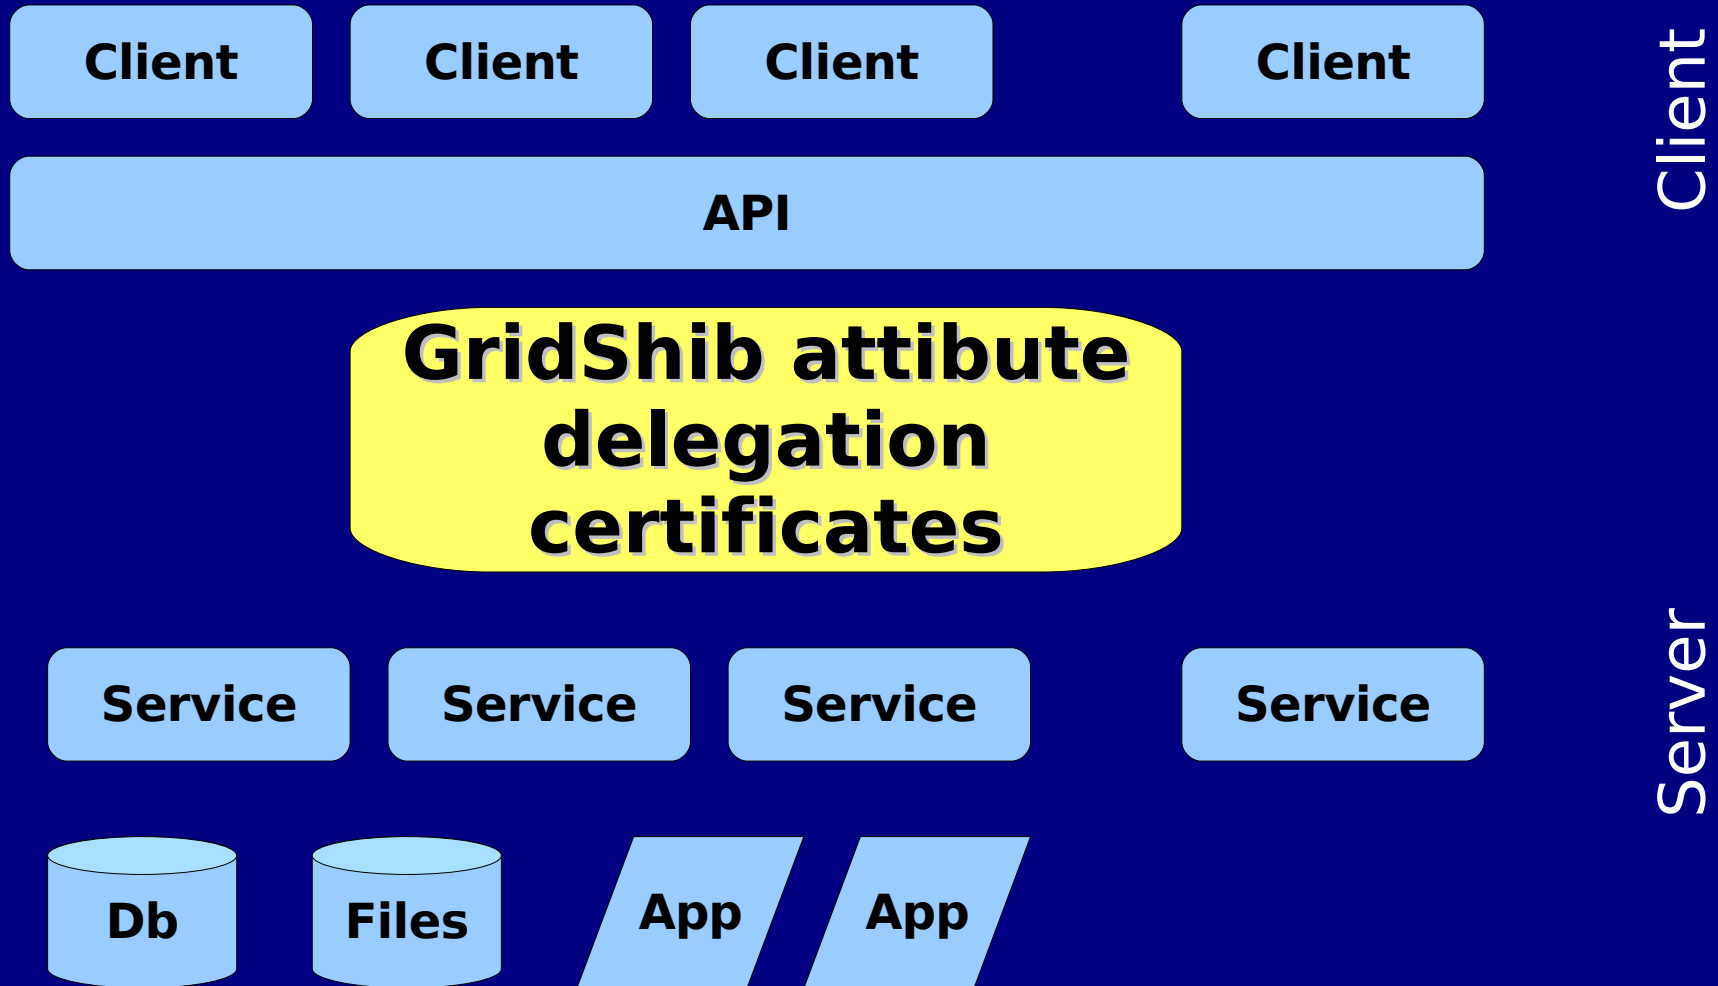 Client
Client
Client
Client
Client
API
GridShib attibute
delegation
certificates
Service
Service
Service
Service
Server
Db
Files
App
App